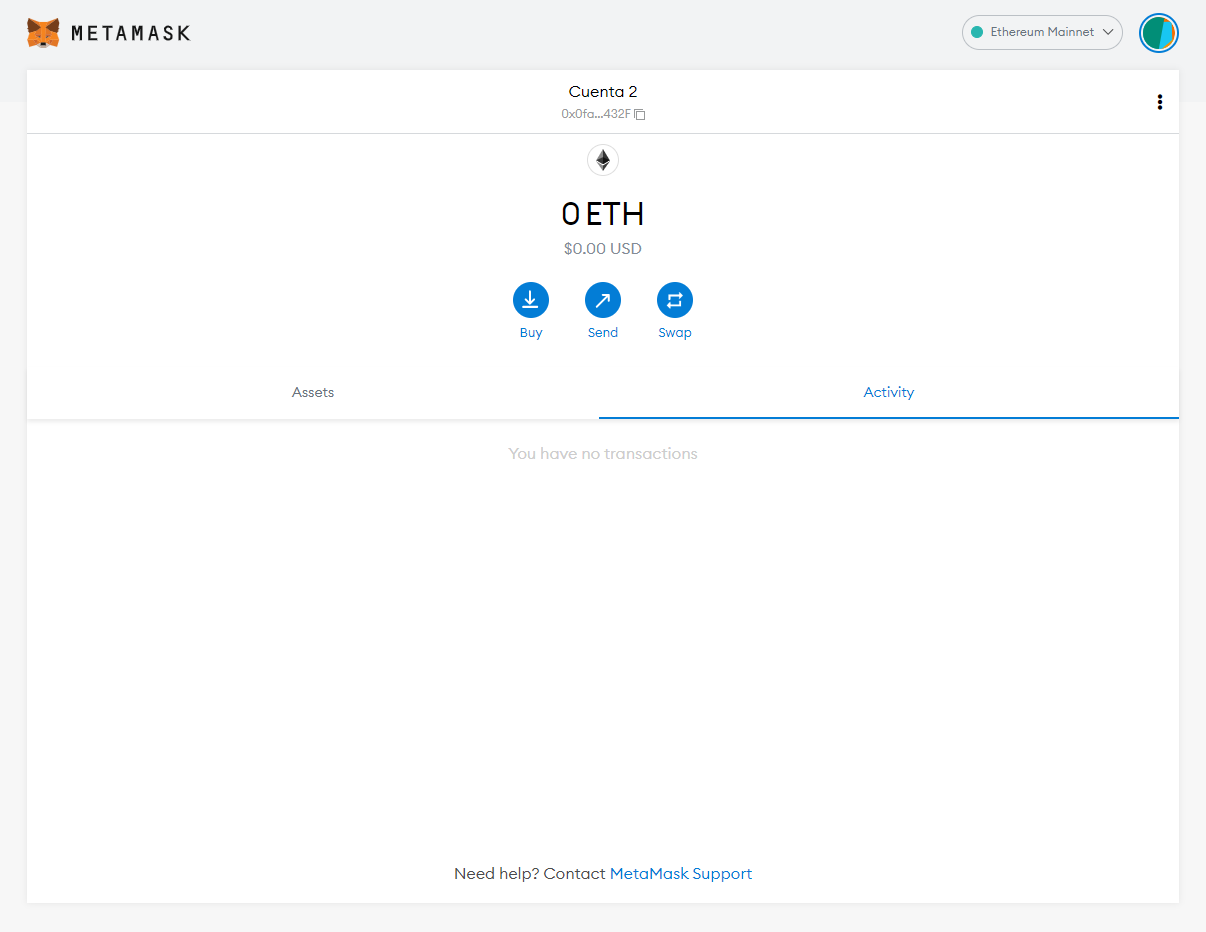 METAMASK
Ethereum Mainnet
Cuenta 2
0x0fa...432F
0 ETH
$0.00 USD
Buy
Send
Swap
Assets
Activity
You have no transactions
Need help? Contact MetaMask Support